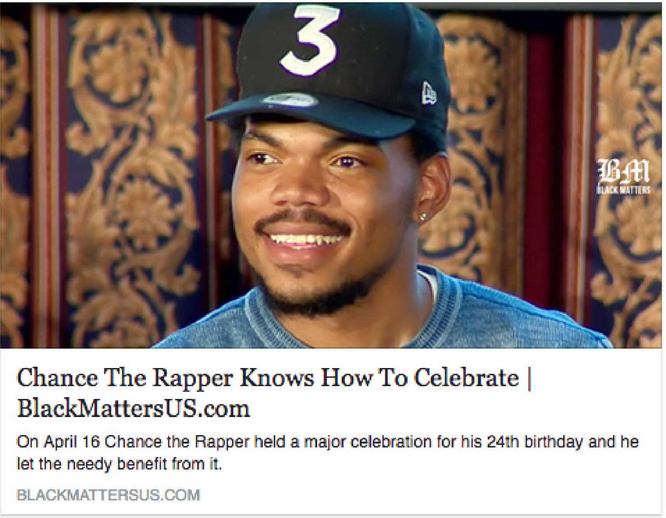 3
BM
BLACK MATTERS
Chance The Rapper Knows How To Celebrate |
BlackMattersUS.com
On April 16 Chance the Rapper held a major celebration for his 24th birthday and he
let the needy benefit from it.
BLACKMATTERSUS.COM